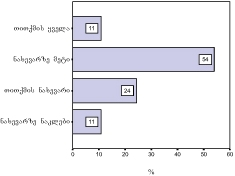 თითქმის ყველა
11
ნახევარზე მეტი
54
თითქმის ნახევარი
24
ნახევარზე ნაკლები
11
0 10 20 30 40 50 60
%